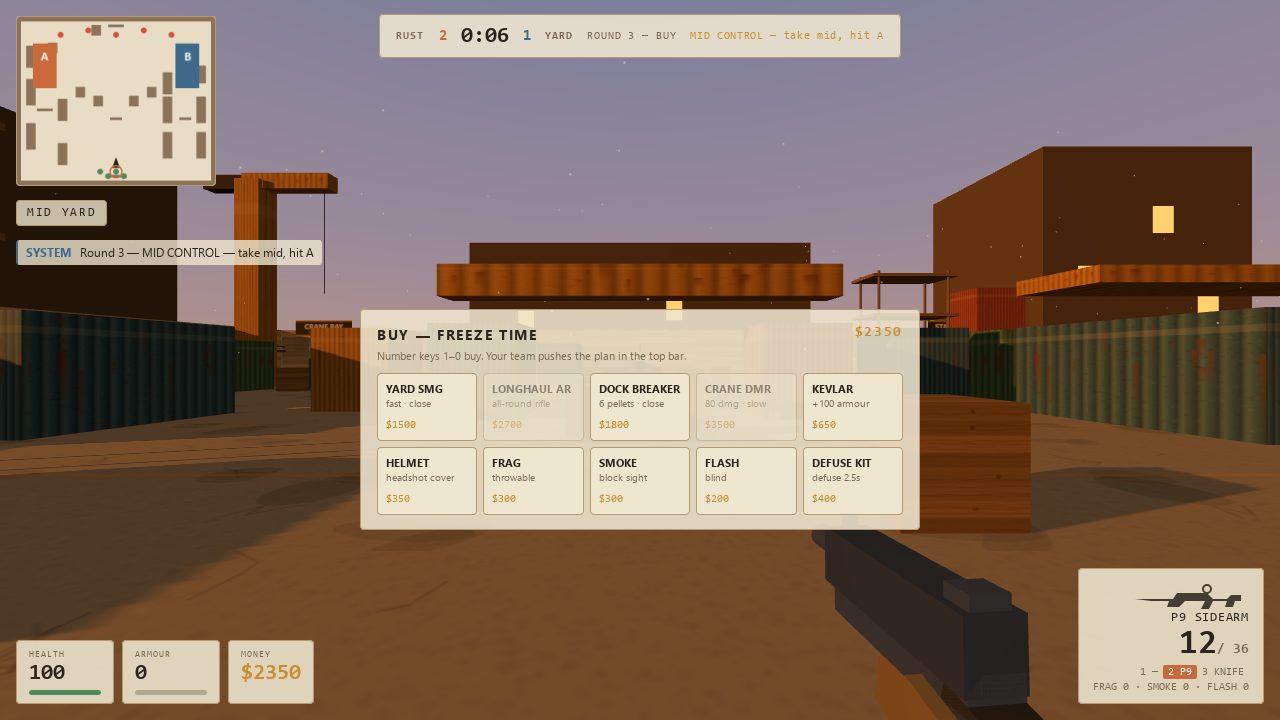 A
B
RUST 2 0:06 1 YARD ROUND 3 — BUY MID CONTROL — take mid, hit A
MID YARD
SYSTEM Round 3 — MID CONTROL — take mid, hit A
CRANE BAY
BUY — FREEZE TIME $2350
Number keys 1–0 buy. Your team pushes the plan in the top bar.
YARD SMG LONGHAUL AR DOCK BREAKER CRANE DMR KEVLAR
fast · close all-round rifle 6 pellets · close 80 dmg · slow +100 armour
$1500 $2700 $1800 $3500 $650
HELMET FRAG SMOKE FLASH DEFUSE KIT
headshot cover throwable block sight blind defuse 2.5s
$350 $300 $300 $200 $400
HEALTH ARMOUR MONEY
100 0 $2350
P9 SIDEARM
12 / 36
1 — 2 P9 3 KNIFE
FRAG 0 · SMOKE 0 · FLASH 0